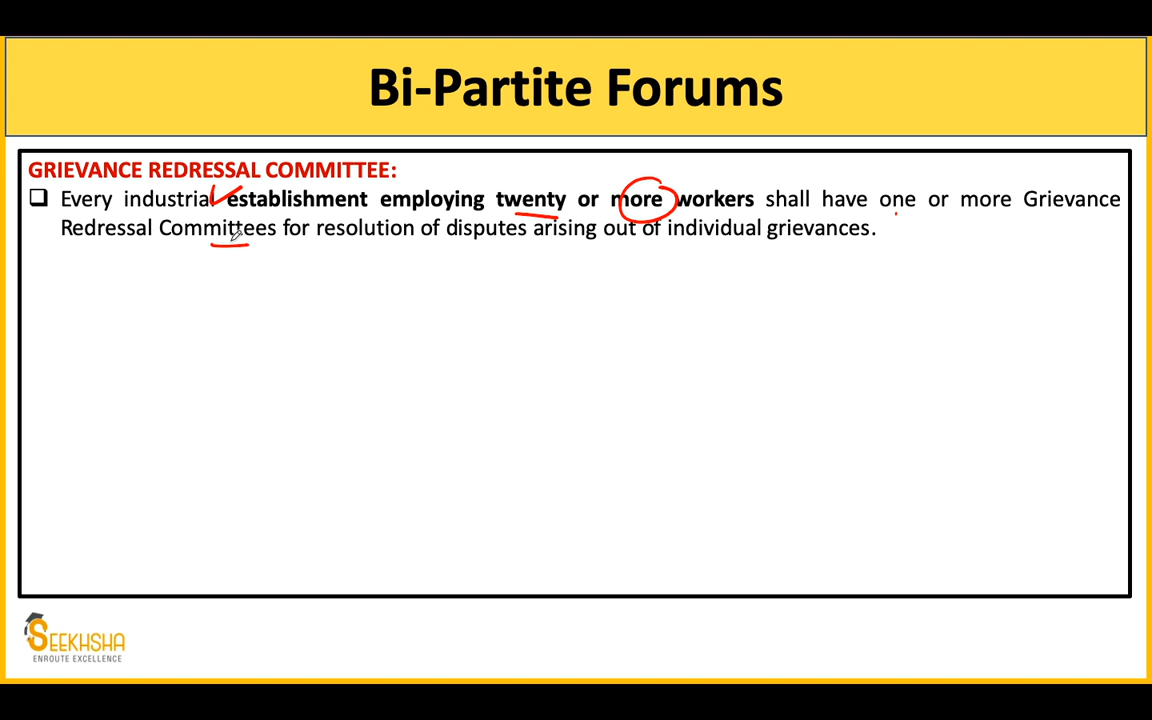 Bi-Partite Forums
GRIEVANCE REDRESSAL COMMITTEE:
❑ Every industrial establishment employing twenty or more workers shall have one or more Grievance
Redressal Committees for resolution of disputes arising out of individual grievances.
SEEKHSHA
ENROUTE EXCELLENCE